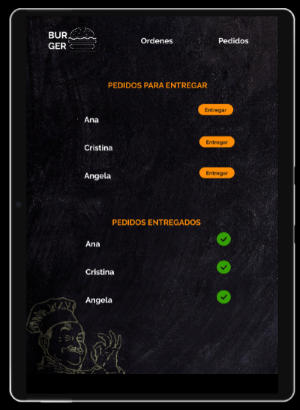 BUR
GER
Ordenes Pedidos
PEDIDOS PARA ENTREGAR
Ana Entregar
Cristina Entregar
Angela Entregar
PEDIDOS ENTREGADOS
Ana
Cristina
Angela